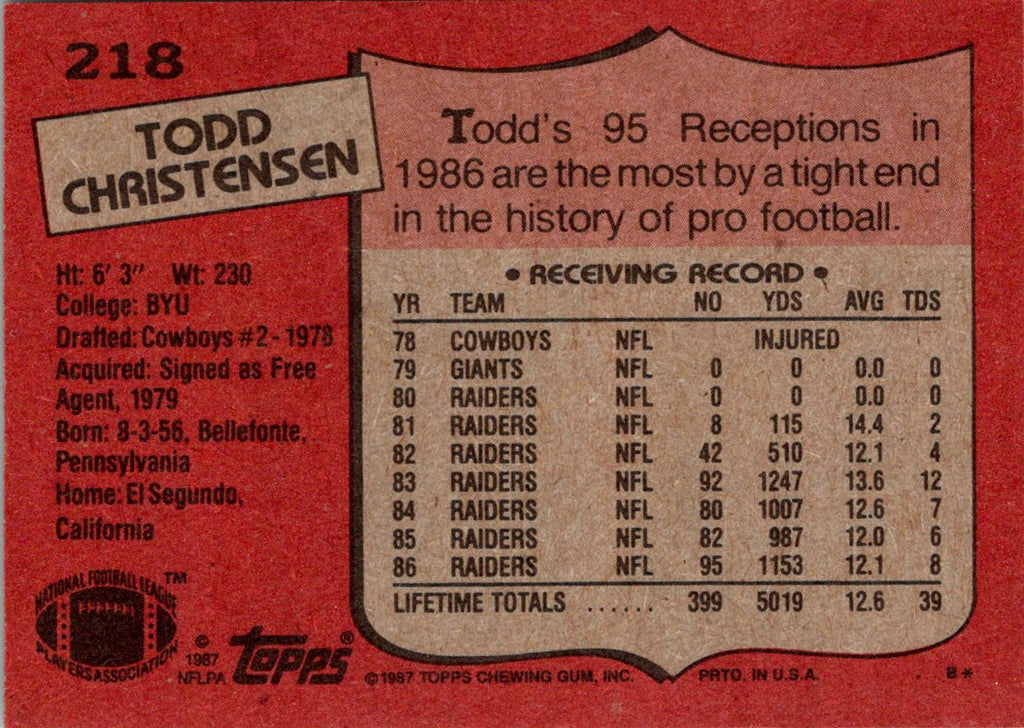 218
TODD
CHRISTENSEN
Todd's 95 Receptions in
1986 are the most by a tight end
in the history of pro football.
Ht: 6' 3" Wt: 230
College: BYU
Drafted: Cowboys #2 - 1978
Acquired: Signed as Free
Agent, 1979
Born: 8-3-56, Bellefonte,
Pennsylvania
Home: El Segundo,
California
• RECEIVING RECORD •
YR TEAM NO YDS AVG TDS
78 COWBOYS NFL INJURED
79 GIANTS NFL 0 0 0.0 0
80 RAIDERS NFL 0 0 0.0 0
81 RAIDERS NFL 8 115 14.4 2
82 RAIDERS NFL 42 510 12.1 4
83 RAIDERS NFL 92 1247 13.6 12
84 RAIDERS NFL 80 1007 12.6 7
85 RAIDERS NFL 82 987 12.0 6
86 RAIDERS NFL 95 1153 12.1 8
LIFETIME TOTALS ...... 399 5019 12.6 39
NATIONAL FOOTBALL LEAGUE ™
PLAYERS ASSOCIATION
©
1987
NFLPA
TOPPS®
©1987 TOPPS CHEWING GUM, INC. PRTD. IN U.S.A. B*